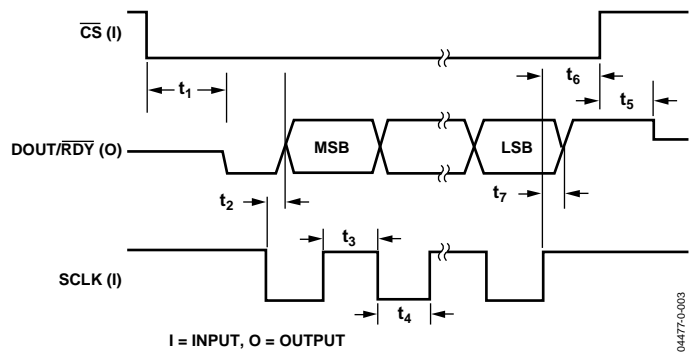 CS (I)
t1
t6
t5
DOUT/RDY (O)
MSB
LSB
t2
t7
t3
SCLK (I)
t4
I = INPUT, O = OUTPUT
04477-0-003